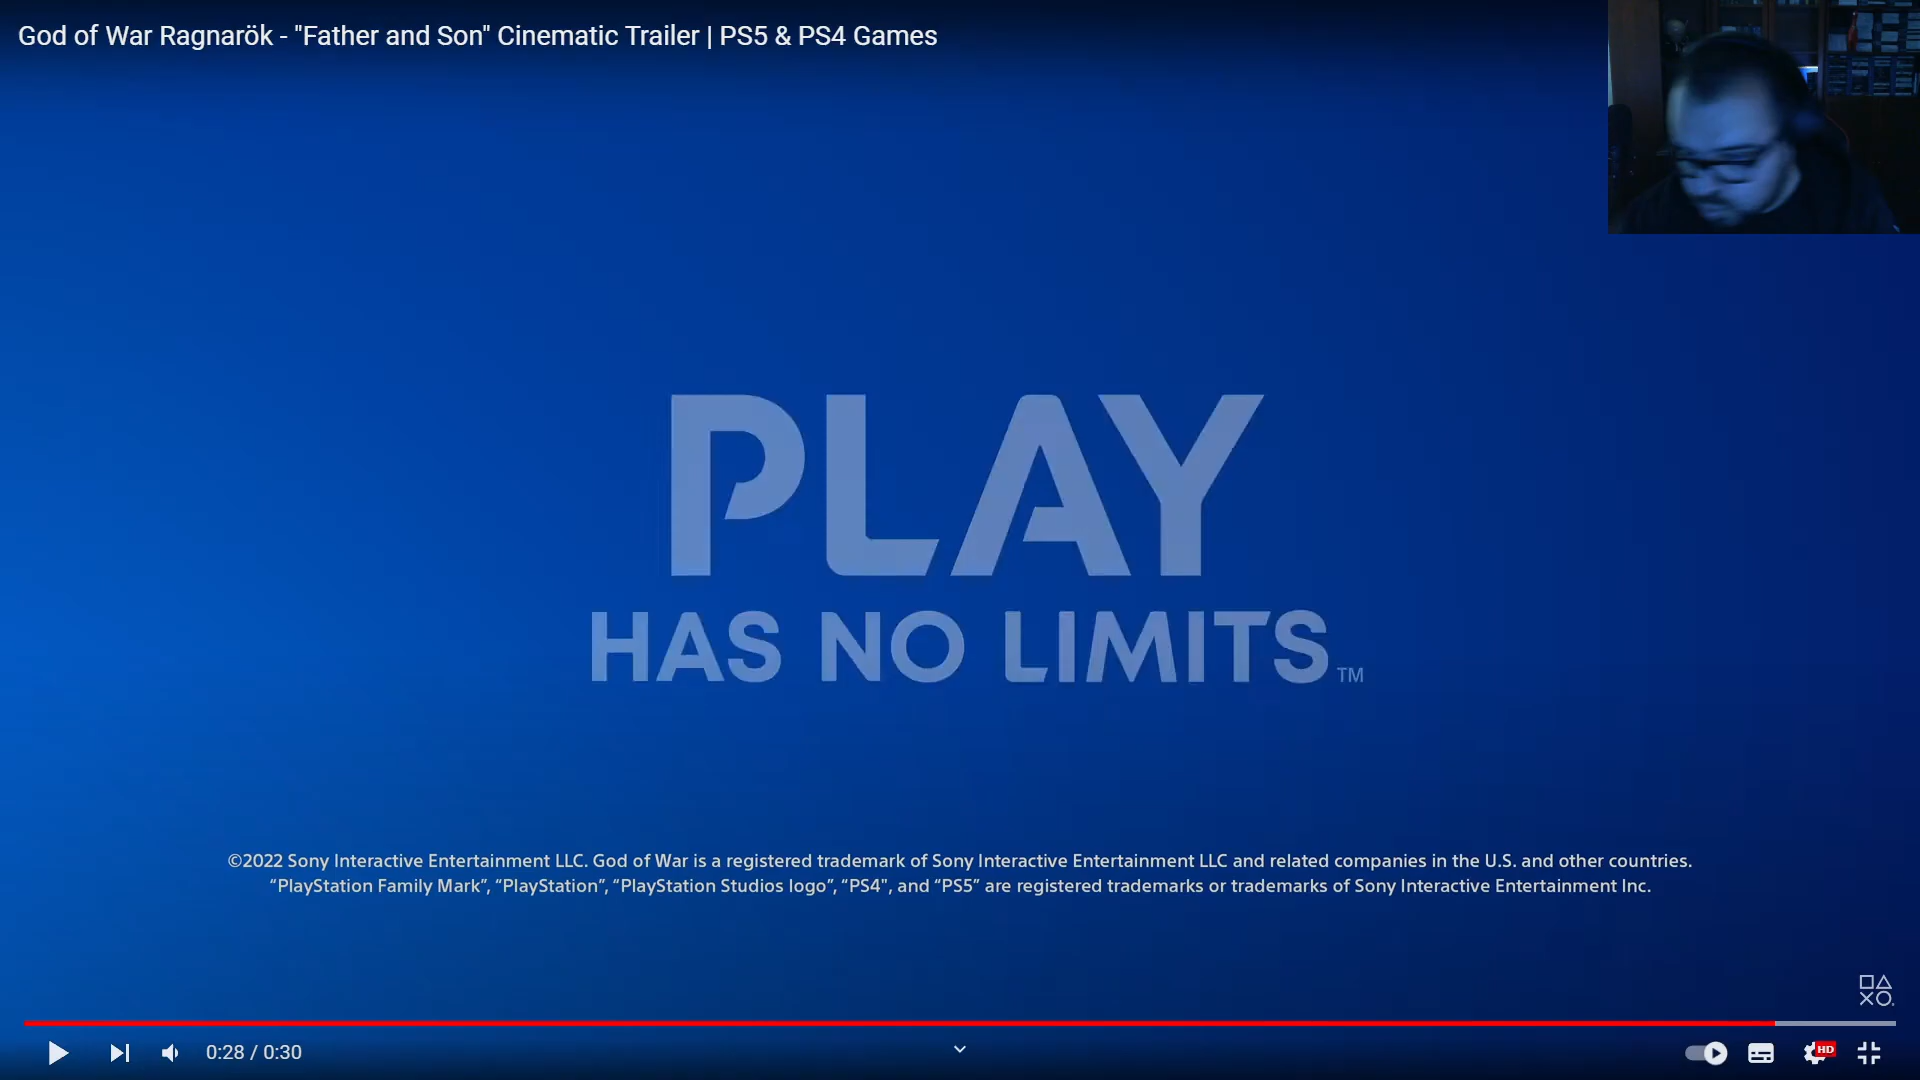 God of War Ragnarök - "Father and Son" Cinematic Trailer | PS5 & PS4 Games
PLAY
HAS NO LIMITS™
©2022 Sony Interactive Entertainment LLC. God of War is a registered trademark of Sony Interactive Entertainment LLC and related companies in the U.S. and other countries.
“PlayStation Family Mark”, “PlayStation”, “PlayStation Studios logo”, “PS4", and “PS5” are registered trademarks or trademarks of Sony Interactive Entertainment Inc.
0:28 / 0:30
HD